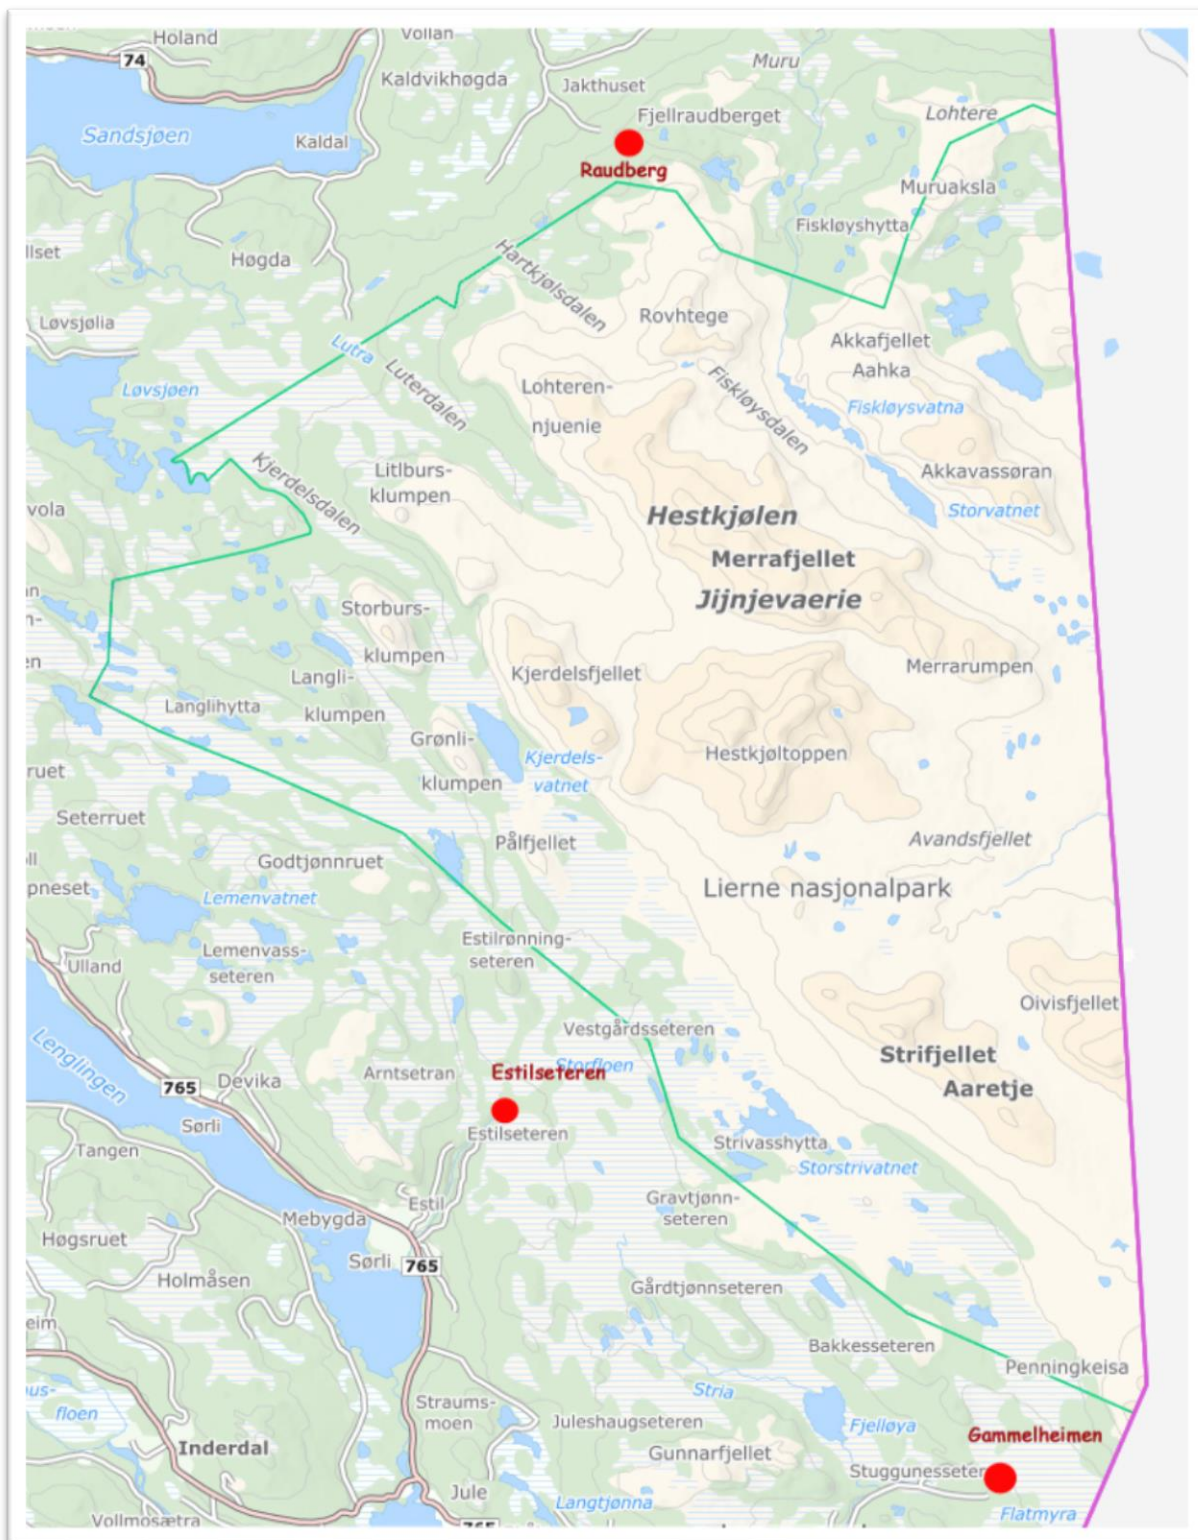 Holand
Vollan
74
Muru
Kaldvikhøgda
Jakthuset
Fjellraudberget
Lohtere
Sandsjøen
Kaldal
Raudberg
Muruaksla
Fiskløyshytta
Høgda
Hartkjølsdalen
Rovhtege
Løvsjølia
Lutra
Akkafjellet
Aahka
Løvsjøen
Luterdalen
Lohteren-
njuenie
Fiskløysdalen
Fiskløysvatna
Kjerdelsdalen
Litlburs-
klumpen
Akkavassøran
vola
Hestkjølen
Storvatnet
Merrafjellet
Jijnjevaerie
Storburs-
klumpen
Kjerdelsfjellet
Merrarumpen
Langli-
klumpen
Langlihytta
Grønli-
klumpen
Kjerdels-
vatnet
Hestkjøltoppen
ruet
Seterruet
Pålfjellet
Avandsfjellet
Godtjønnruet
pneset
Lemenvatnet
Lierne nasjonalpark
Estilrønning-
seteren
Lemenvass-
seteren
Ulland
Oivisfjellet
Vestgårdsseteren
Lenglingen
Storfloen
Strifjellet
Aaretje
Estilseteren
Arntsetran
765
Devika
Sørli
Estilseteren
Strivasshytta
Tangen
Storstrivatnet
Estil
Gravtjønn-
seteren
Mebygda
Høgsruet
Sørli
765
Holmåsen
Gårdtjønnseteren
eim
Bakkesseteren
Penningkeisa
Stria
floen
Straums-
moen
Juleshaugseteren
Fjelløya
Gammelheimen
Inderdal
Gunnarfjellet
Stuggunesseter
Jule
Langtjønna
Flatmyra
Vollmosætra
765